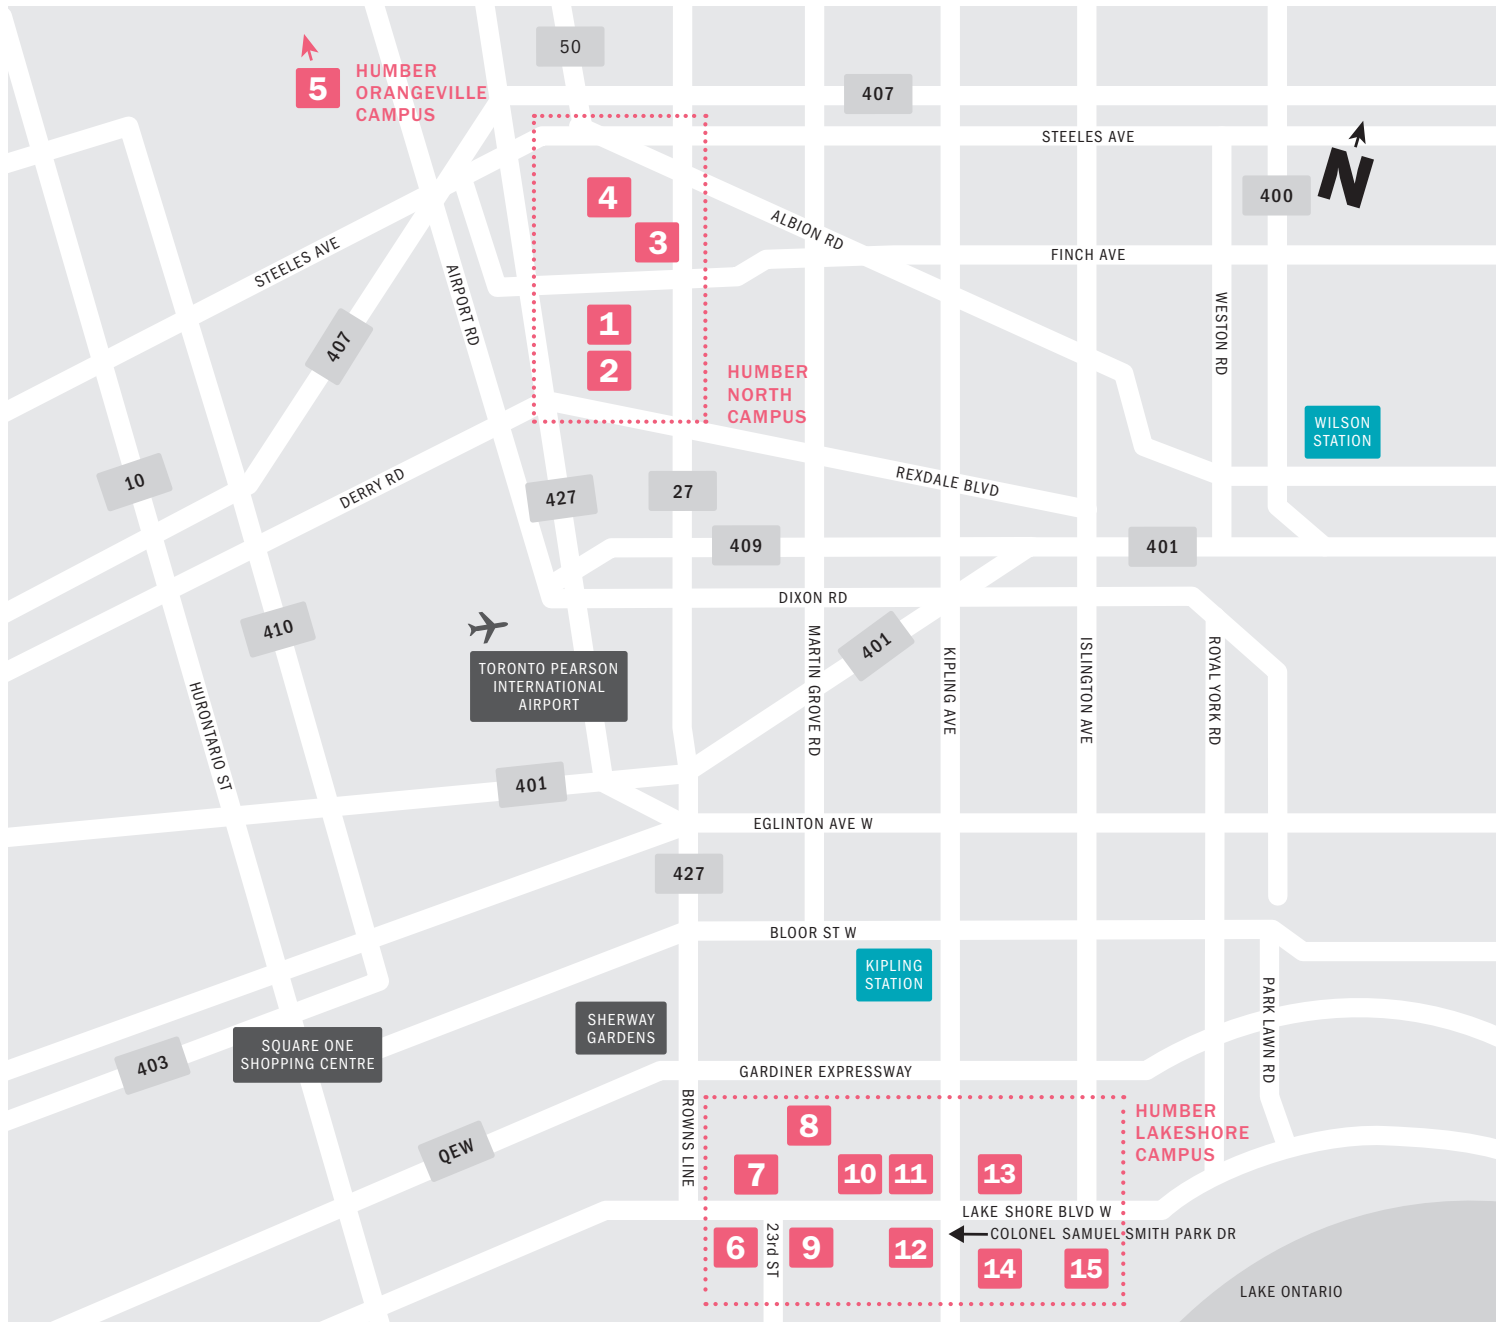 50
5
HUMBER
ORANGEVILLE
CAMPUS
407
STEELES AVE
N
400
4
3
ALBION RD
FINCH AVE
STEELES AVE
AIRPORT RD
407
1
2
WESTON RD
HUMBER
NORTH
CAMPUS
WILSON
STATION
10
DERRY RD
427
27
REXDALE BLVD
409
401
DIXON RD
410
401
TORONTO PEARSON
INTERNATIONAL
AIRPORT
MARTIN GROVE RD
KIPLING AVE
ISLINGTON AVE
ROYAL YORK RD
HURONTARIO ST
401
EGLINTON AVE W
427
BLOOR ST W
KIPLING
STATION
SHERWAY
GARDENS
PARK LAWN RD
SQUARE ONE
SHOPPING CENTRE
403
GARDINER EXPRESSWAY
BROWNS LINE
HUMBER
LAKESHORE
CAMPUS
8
QEW
7
10
11
13
LAKE SHORE BLVD W
COLONEL SAMUEL SMITH PARK DR
6
23rd ST
9
12
14
15
LAKE ONTARIO